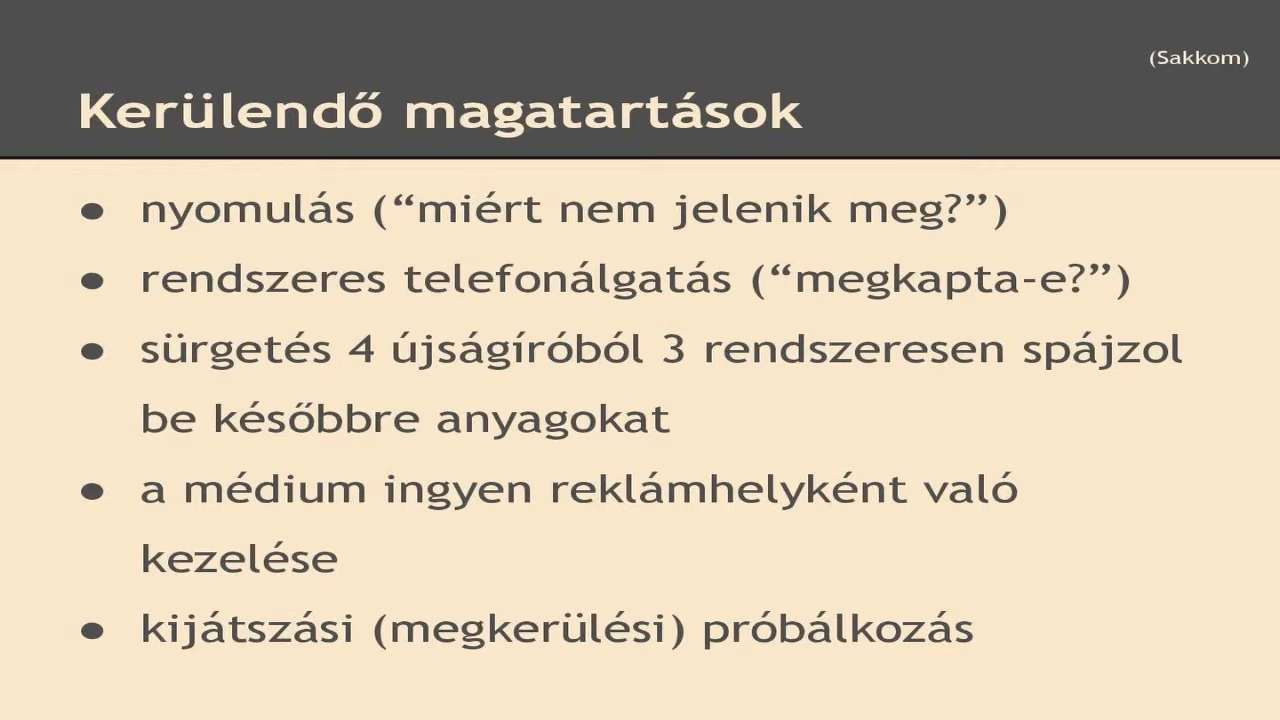 (Sakkom)
Kerülendő magatartások
● nyomulás (“miért nem jelenik meg?”)
● rendszeres telefonálgatás (“megkapta-e?”)
● sürgetés 4 újságíróból 3 rendszeresen spájzol
be későbbre anyagokat
● a médium ingyen reklámhelyként való
kezelése
● kijátszási (megkerülési) próbálkozás